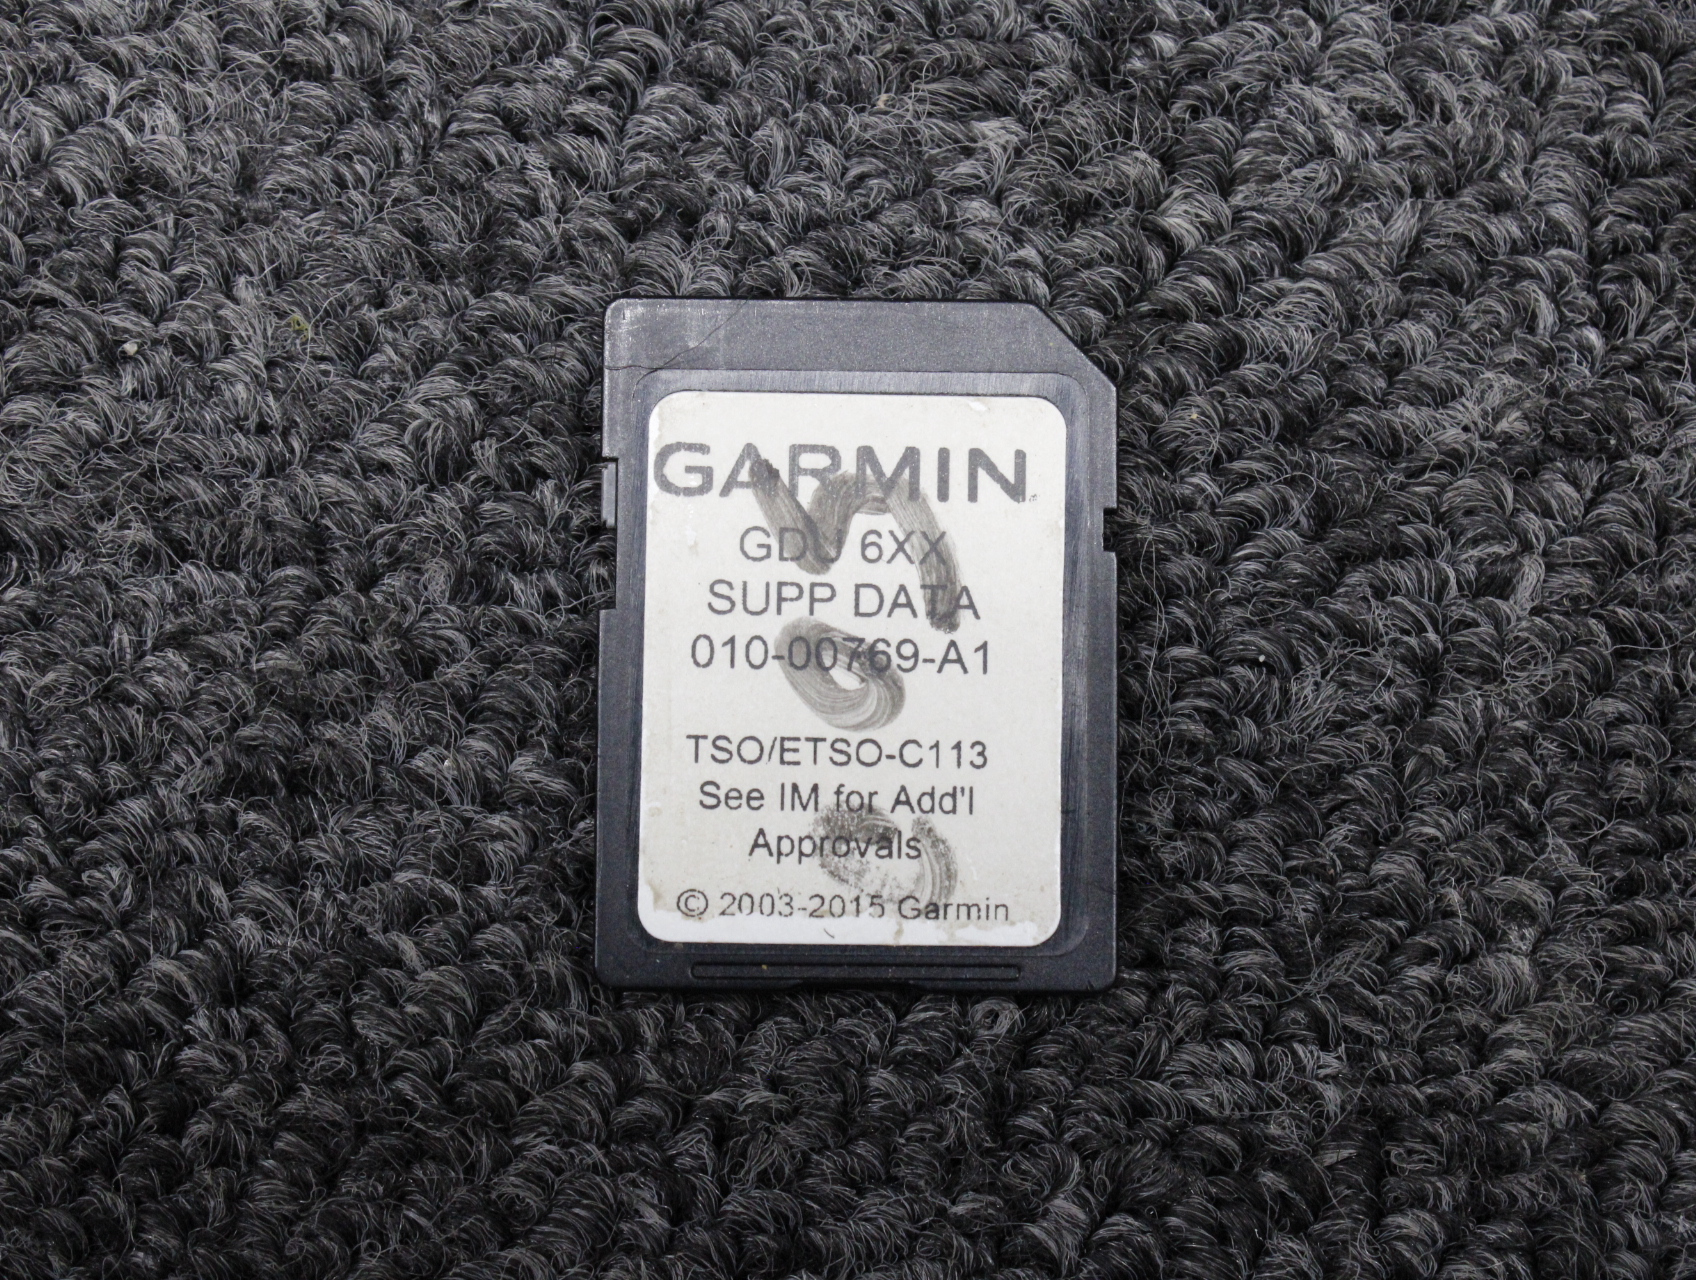 GARMIN
GDU 6XX
SUPP DATA
010-00769-A1
TSO/ETSO-C113
See IM for Add'l
Approvals
© 2003-2015 Garmin